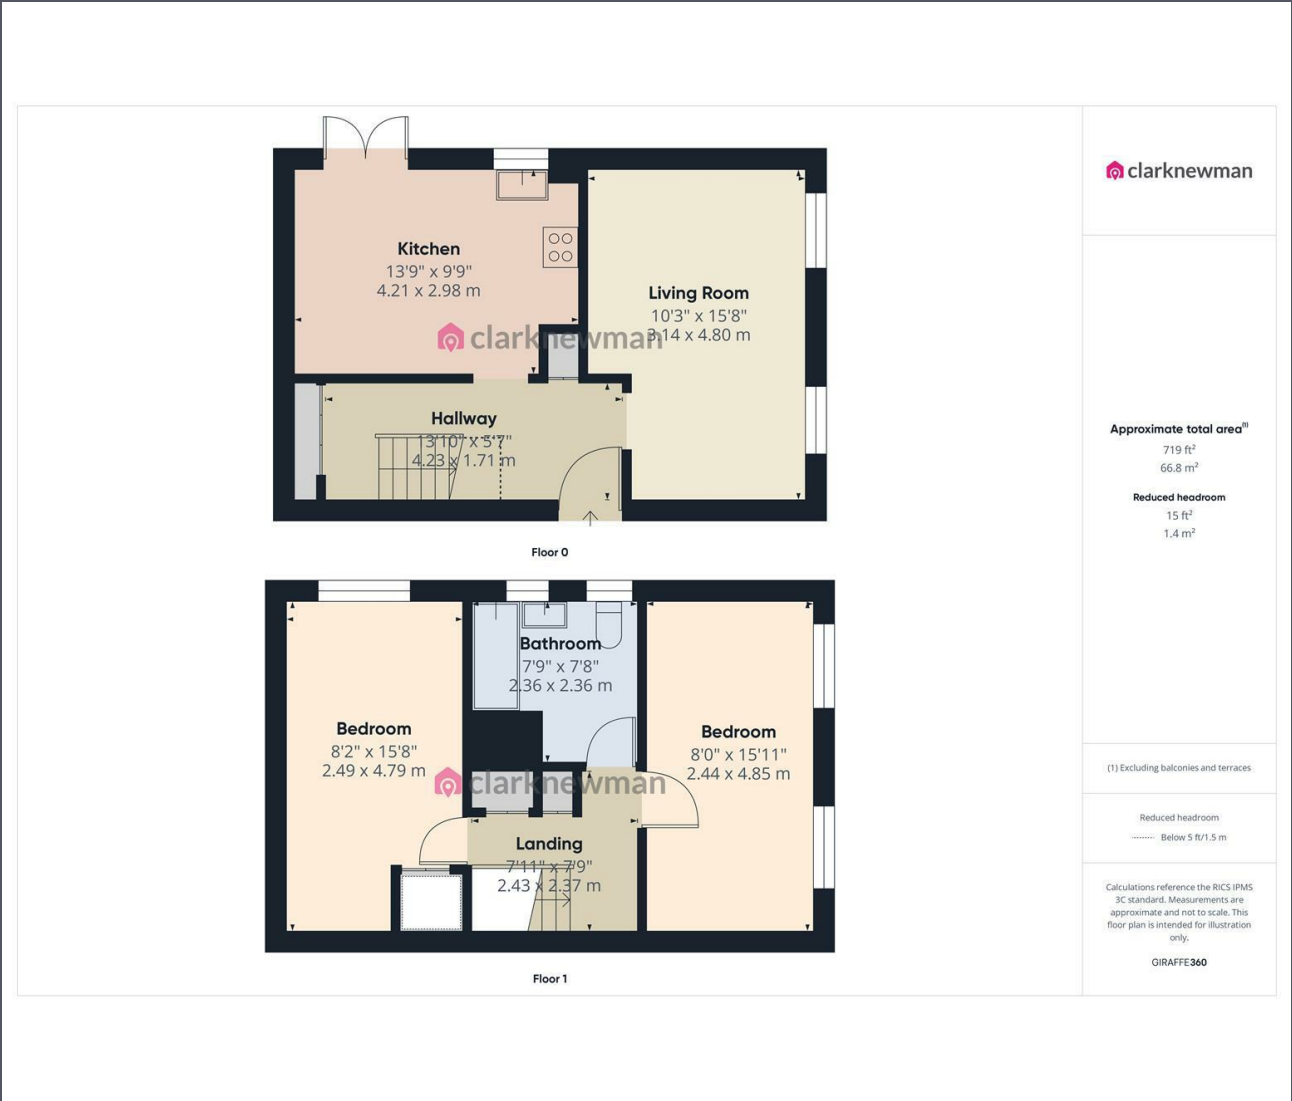 Kitchen
13'9" x 9'9"
4.21 x 2.98 m
Living Room
10'3" x 15'8"
3.14 x 4.80 m
clarknewman
Hallway
13'10" x 5'7"
4.23 x 1.71 m
Floor 0
Bathroom
7'9" x 7'8"
2.36 x 2.36 m
Bedroom
8'2" x 15'8"
2.49 x 4.79 m
Bedroom
8'0" x 15'11"
2.44 x 4.85 m
clarknewman
Landing
7'11" x 7'9"
2.43 x 2.37 m
Floor 1
clarknewman
Approximate total area(1)
719 ft²
66.8 m²
Reduced headroom
15 ft²
1.4 m²
(1) Excluding balconies and terraces
Reduced headroom
Below 5 ft/1.5 m
Calculations reference the RICS IPMS
3C standard. Measurements are
approximate and not to scale. This
floor plan is intended for illustration
only.
GIRAFFE360